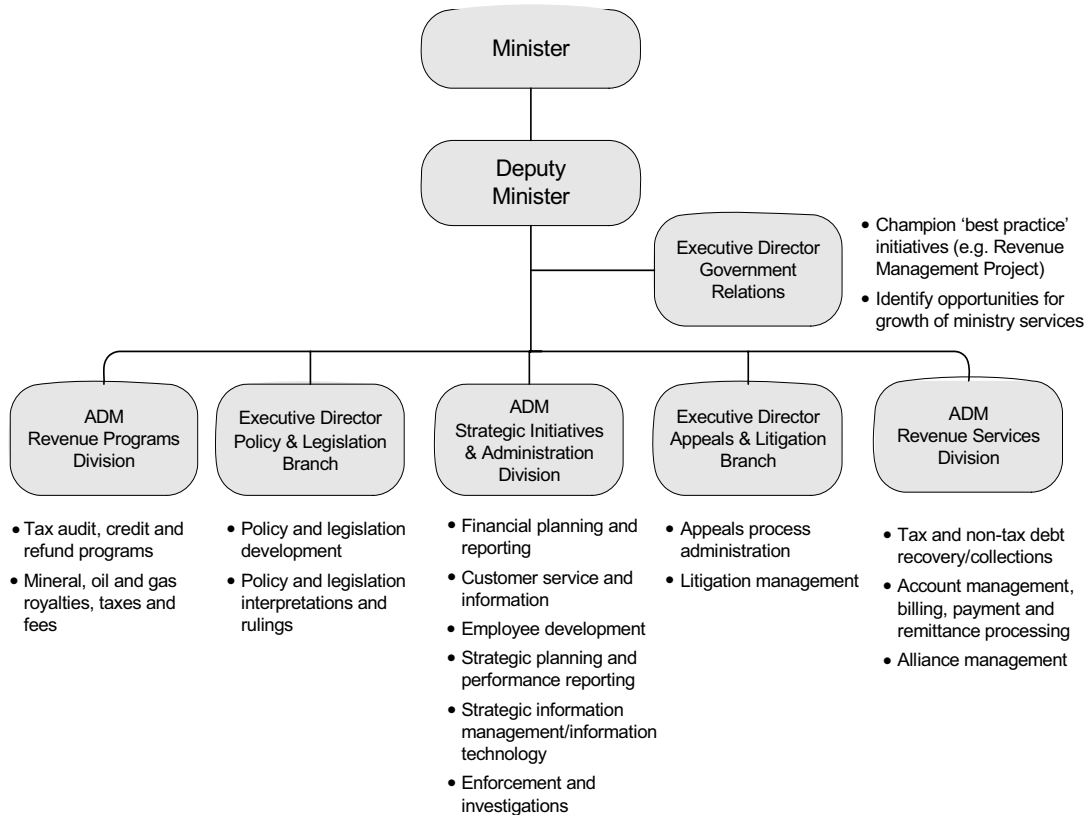 Minister
Deputy
Minister
Executive Director
Government
Relations
• Champion ‘best practice’
initiatives (e.g. Revenue
Management Project)
• Identify opportunities for
growth of ministry services
ADM
Revenue Programs
Division
Executive Director
Policy & Legislation
Branch
ADM
Strategic Initiatives
& Administration
Division
Executive Director
Appeals & Litigation
Branch
ADM
Revenue Services
Division
• Tax audit, credit and
refund programs
• Mineral, oil and gas
royalties, taxes and
fees
• Policy and legislation
development
• Policy and legislation
interpretations and
rulings
• Financial planning and
reporting
• Customer service and
information
• Employee development
• Strategic planning and
performance reporting
• Strategic information
management/information
technology
• Enforcement and
investigations
• Appeals process
administration
• Litigation management
• Tax and non-tax debt
recovery/collections
• Account management,
billing, payment and
remittance processing
• Alliance management